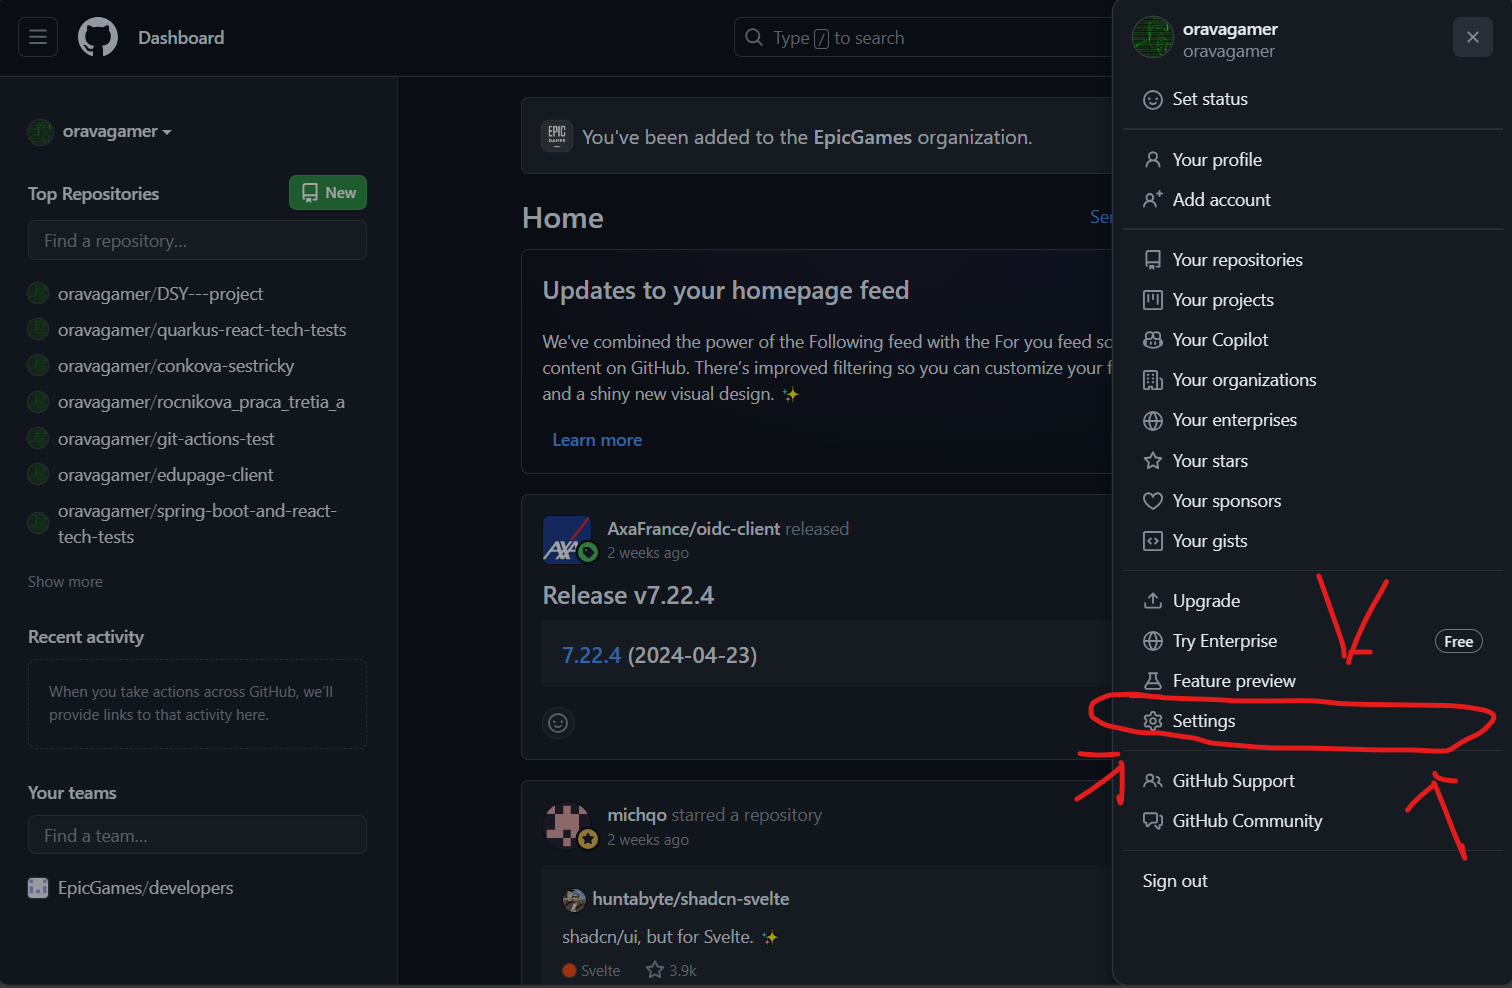 Dashboard
Type / to search
oravagamer
oravagamer
Set status
Your profile
Add account
Your repositories
Your projects
Your Copilot
Your organizations
Your enterprises
Your stars
Your sponsors
Your gists
Upgrade
Try Enterprise
Free
Feature preview
Settings
GitHub Support
GitHub Community
Sign out
oravagamer
Top Repositories
New
Find a repository...
oravagamer/DSY---project
oravagamer/quarkus-react-tech-tests
oravagamer/conkova-sestricky
oravagamer/rocnikova_praca_tretia_a
oravagamer/git-actions-test
oravagamer/edupage-client
oravagamer/spring-boot-and-react-
tech-tests
Show more
Recent activity
When you take actions across GitHub, we'll
provide links to that activity here.
Your teams
Find a team...
EpicGames/developers
EPIC
GAMES
You've been added to the EpicGames organization.
Home
Updates to your homepage feed
We've combined the power of the Following feed with the For you feed
content on GitHub. There's improved filtering so you can customize your
and a shiny new visual design. ✨
Learn more
AXA
AxaFrance/oidc-client released
2 weeks ago
Release v7.22.4
7.22.4 (2024-04-23)
michqo starred a repository
2 weeks ago
huntabyte/shadcn-svelte
shadcn/ui, but for Svelte. ✨
Svelte
3.9k